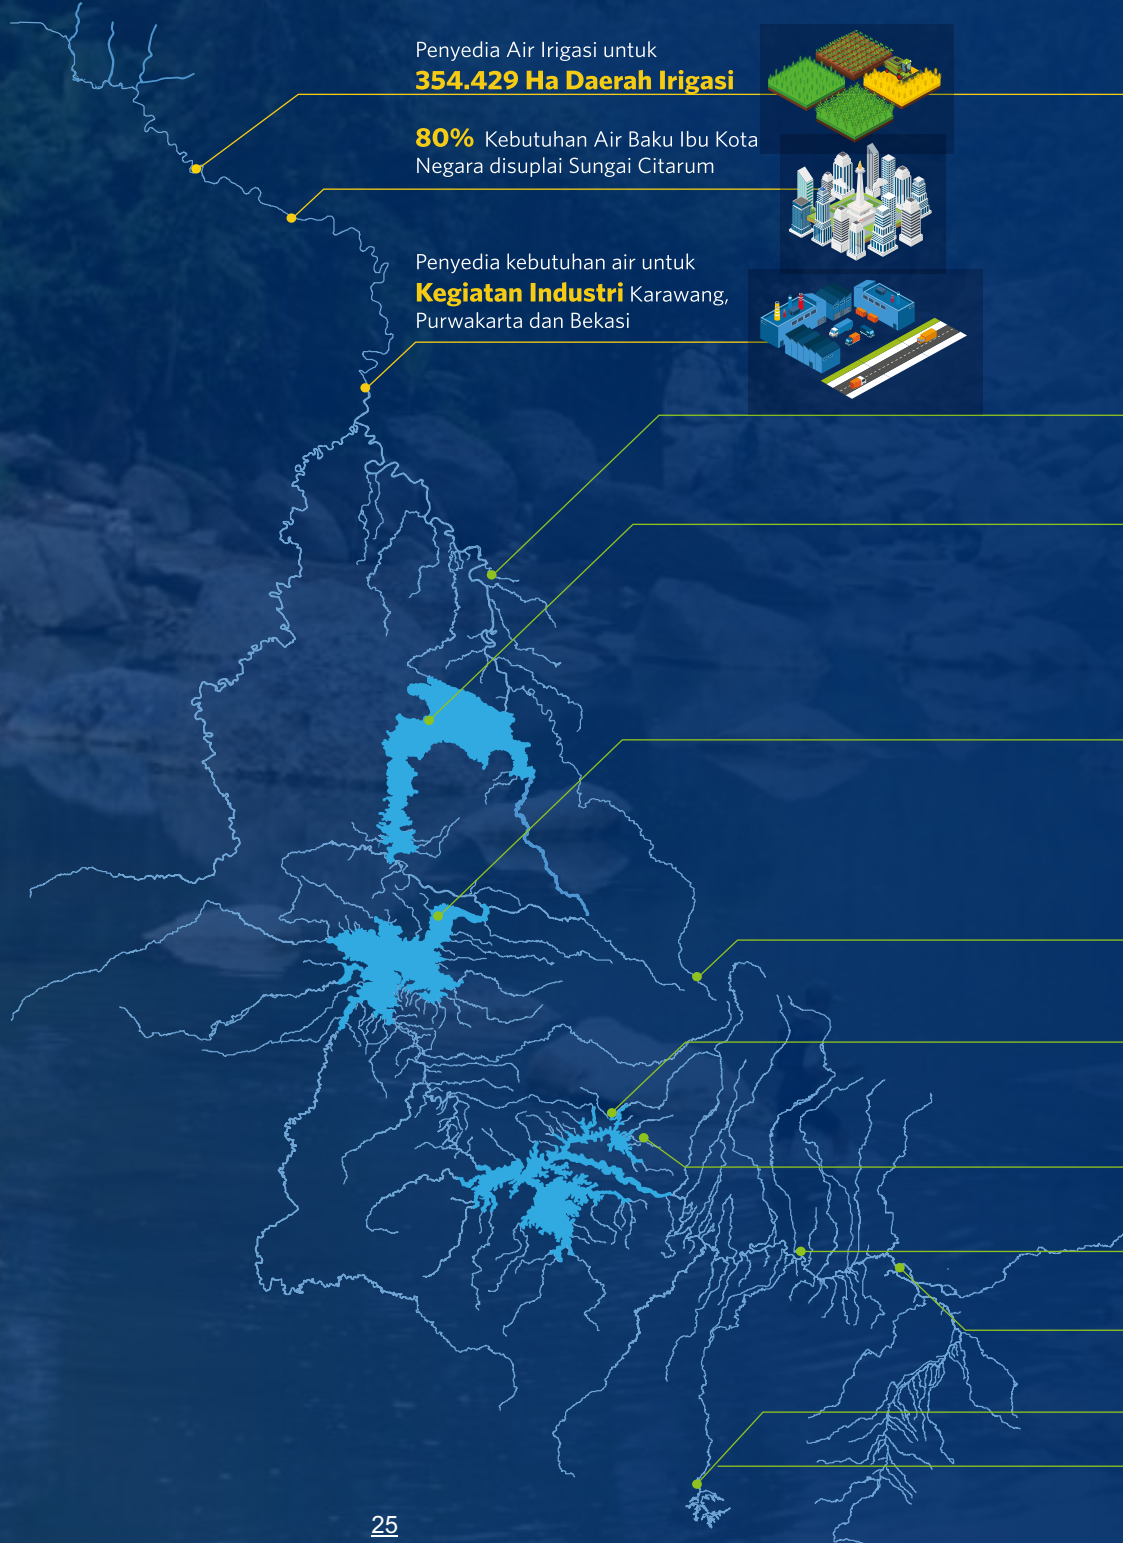 Penyedia Air Irigasi untuk
354.429 Ha Daerah Irigasi
80% Kebutuhan Air Baku Ibu Kota
Negara disuplai Sungai Citarum
Penyedia kebutuhan air untuk
Kegiatan Industri Karawang,
Purwakarta dan Bekasi
25